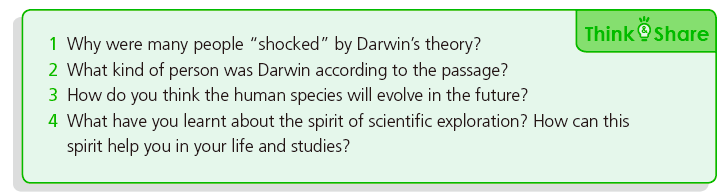 Think & Share
1 Why were many people “shocked” by Darwin’s theory?
2 What kind of person was Darwin according to the passage?
3 How do you think the human species will evolve in the future?
4 What have you learnt about the spirit of scientific exploration? How can this
spirit help you in your life and studies?